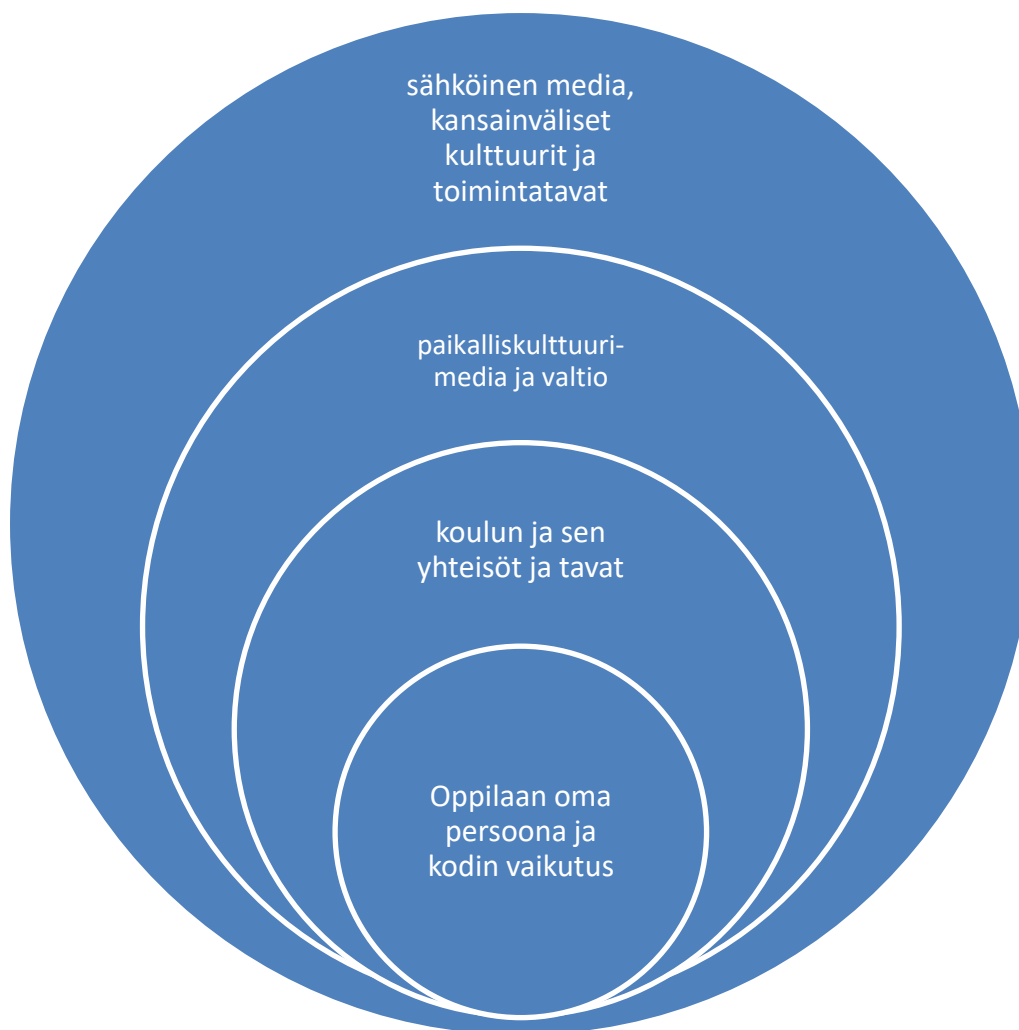 sähköinen media,
kansainväliset
kulttuurit ja
toimintatavat
paikalliskulttuuri-
media ja valtio
koulun ja sen
yhteisöt ja tavat
Oppilaan oma
persoona ja
kodin vaikutus